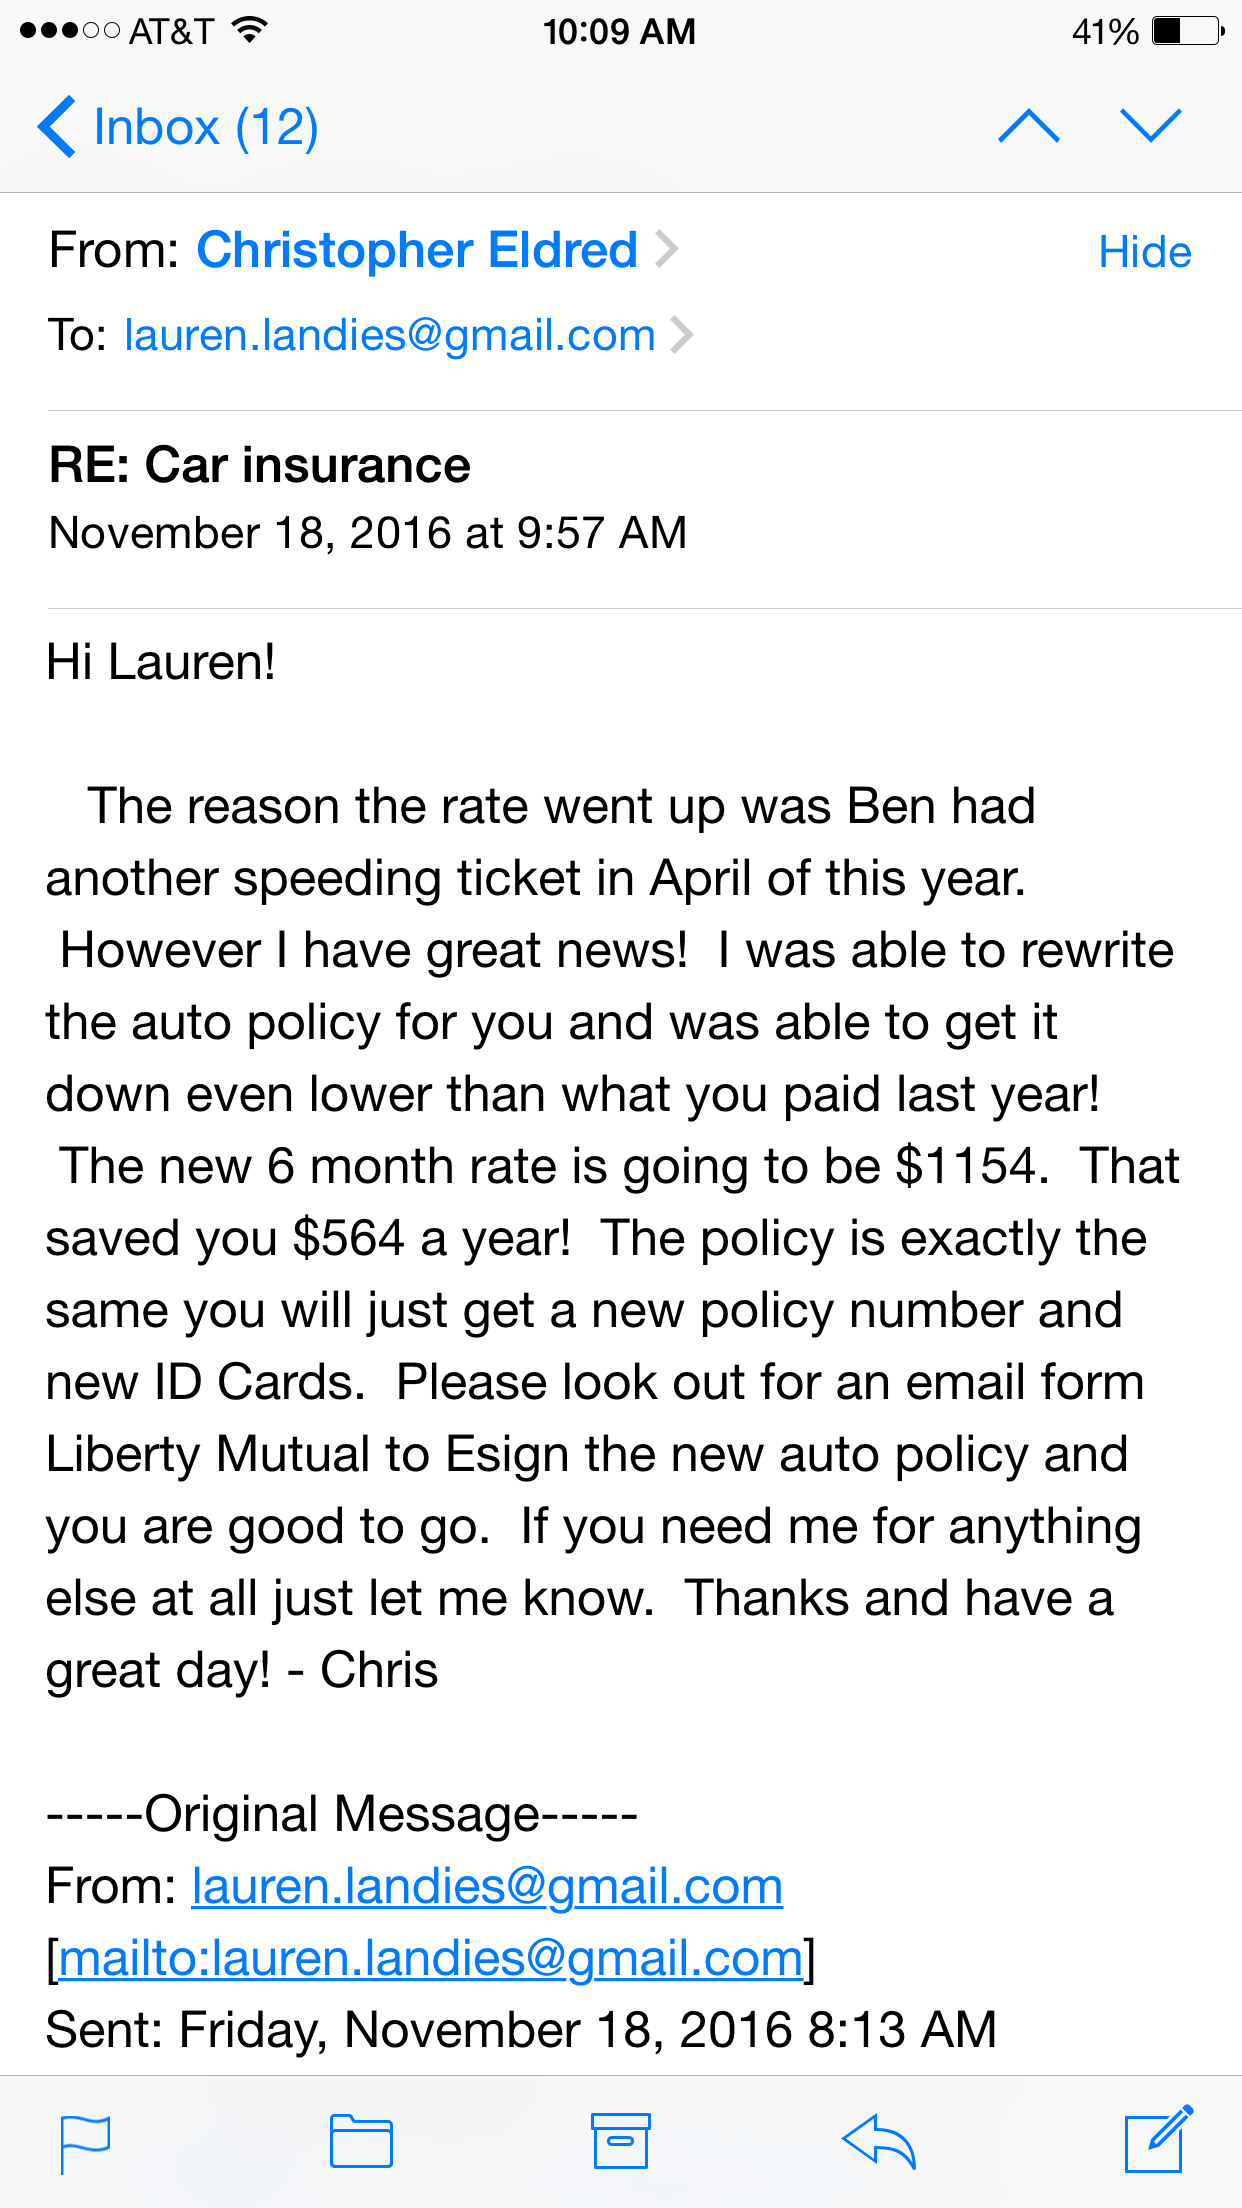 AT&T 10:09 AM 41%
Inbox (12)
From: Christopher Eldred Hide
To: lauren.landies@gmail.com
RE: Car insurance
November 18, 2016 at 9:57 AM
Hi Lauren!
The reason the rate went up was Ben had
another speeding ticket in April of this year.
However I have great news!  I was able to rewrite
the auto policy for you and was able to get it
down even lower than what you paid last year!
The new 6 month rate is going to be $1154.  That
saved you $564 a year!  The policy is exactly the
same you will just get a new policy number and
new ID Cards.  Please look out for an email form
Liberty Mutual to Esign the new auto policy and
you are good to go.  If you need me for anything
else at all just let me know.  Thanks and have a
great day! - Chris
-----Original Message-----
From: lauren.landies@gmail.com
[mailto:lauren.landies@gmail.com]
Sent: Friday, November 18, 2016 8:13 AM